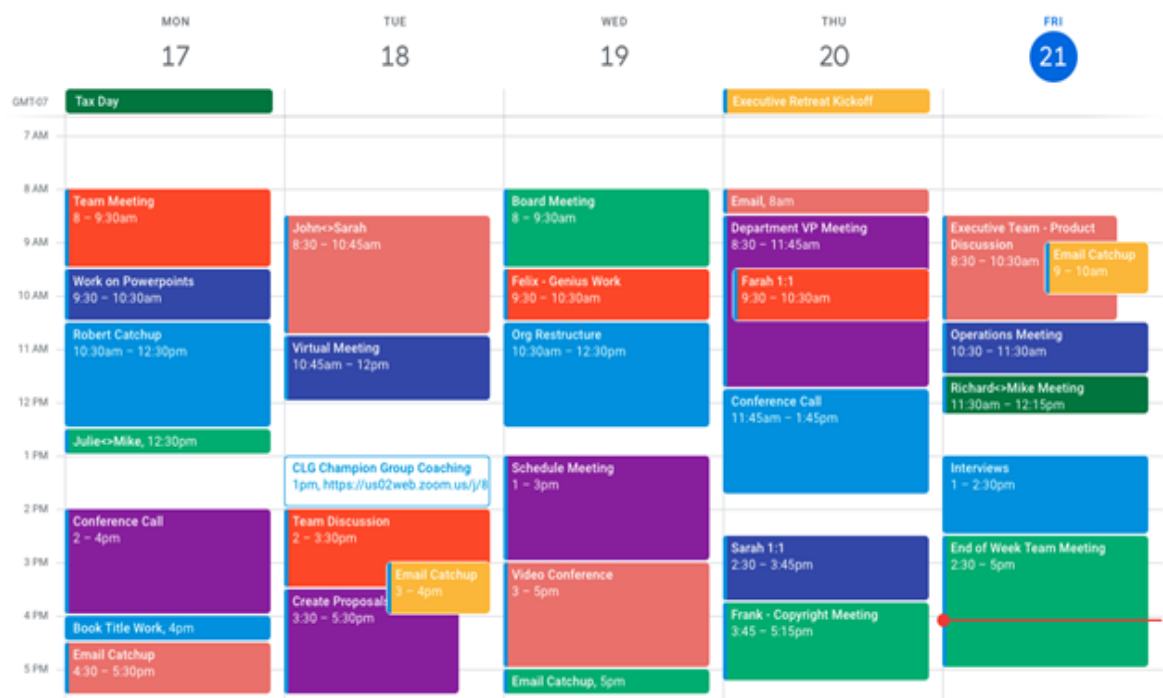 MON
TUE
WED
THU
FRI
17
18
19
20
21
GMT-07
Tax Day
Executive Retreat Kickoff
7 AM
8 AM
9 AM
10 AM
11 AM
12 PM
1 PM
2 PM
3 PM
4 PM
5 PM
Team Meeting
8 – 9:30am
Work on Powerpoints
9:30 – 10:30am
Robert Catchup
10:30am – 12:30pm
Julie<>Mike, 12:30pm
Conference Call
2 – 4pm
Book Title Work, 4pm
Email Catchup
4:30 – 5:30pm
John<>Sarah
8:30 – 10:45am
Virtual Meeting
10:45am – 12pm
CLG Champion Group Coaching
1pm, https://us02web.zoom.us/j/8
Team Discussion
2 – 3:30pm
Email Catchup
3 – 4pm
Create Proposals
3:30 – 5:30pm
Board Meeting
8 – 9:30am
Felix - Genius Work
9:30 – 10:30am
Org Restructure
10:30am – 12:30pm
Schedule Meeting
1 – 3pm
Video Conference
3 – 5pm
Email Catchup, 5pm
Email, 8am
Department VP Meeting
8:30 – 11:45am
Farah 1:1
9:30 – 10:30am
Conference Call
11:45am – 1:45pm
Sarah 1:1
2:30 – 3:45pm
Frank - Copyright Meeting
3:45 – 5:15pm
Executive Team - Product
Discussion
8:30 – 10:30am
Email Catchup
9 – 10am
Operations Meeting
10:30 – 11:30am
Richard<>Mike Meeting
11:30am – 12:15pm
Interviews
1 – 2:30pm
End of Week Team Meeting
2:30 – 5pm